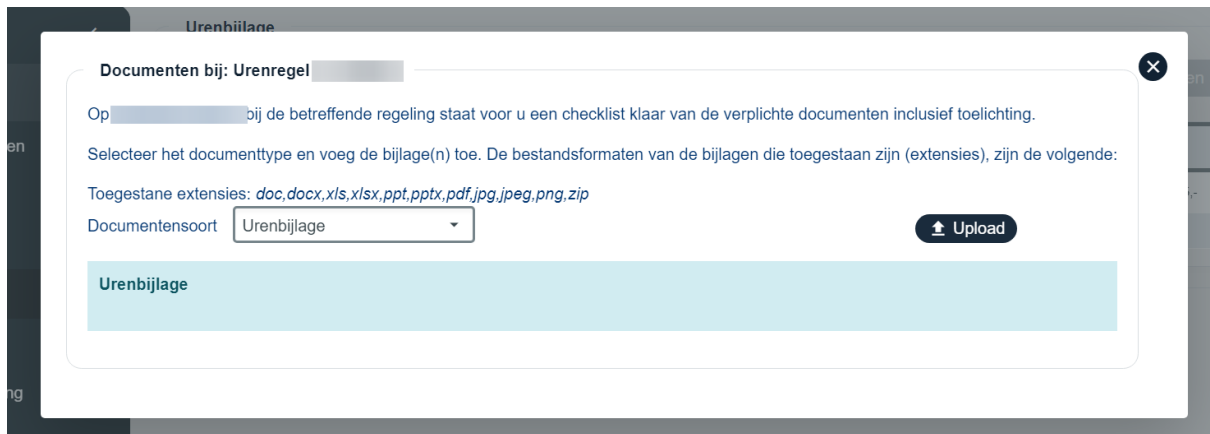 Urenbijlage
Documenten bij: Urenregel
en
Op bij de betreffende regeling staat voor u een checklist klaar van de verplichte documenten inclusief toelichting.
en
Selecteer het documenttype en voeg de bijlage(n) toe. De bestandsformaten van de bijlagen die toegestaan zijn (extensies), zijn de volgende:
Toegestane extensies: doc,docx,xls,xlsx,ppt,pptx,pdf,jpg,jpeg,png,zip
,-
Documentensoort Urenbijlage Upload
Urenbijlage
ng